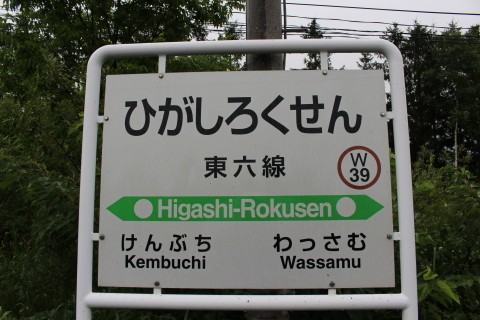 ひがしろくせん
東六線
W
39
Higashi-Rokusen
けんぶち わっさむ
Kembuchi Wassamu